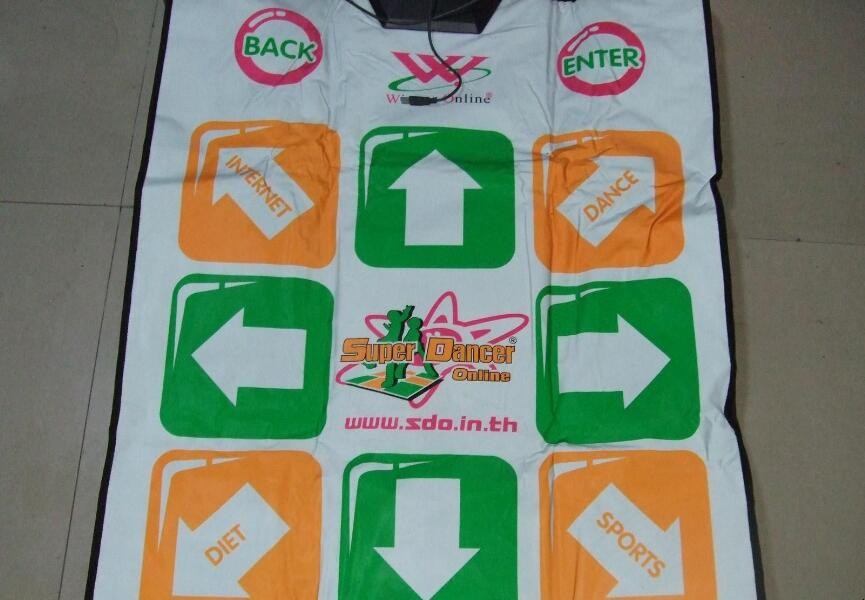 BACK
ENTER
W
Online®
INTERNET
DANCE
Super Dancer®
Online
www.sdo.in.th
DIET
SPORTS